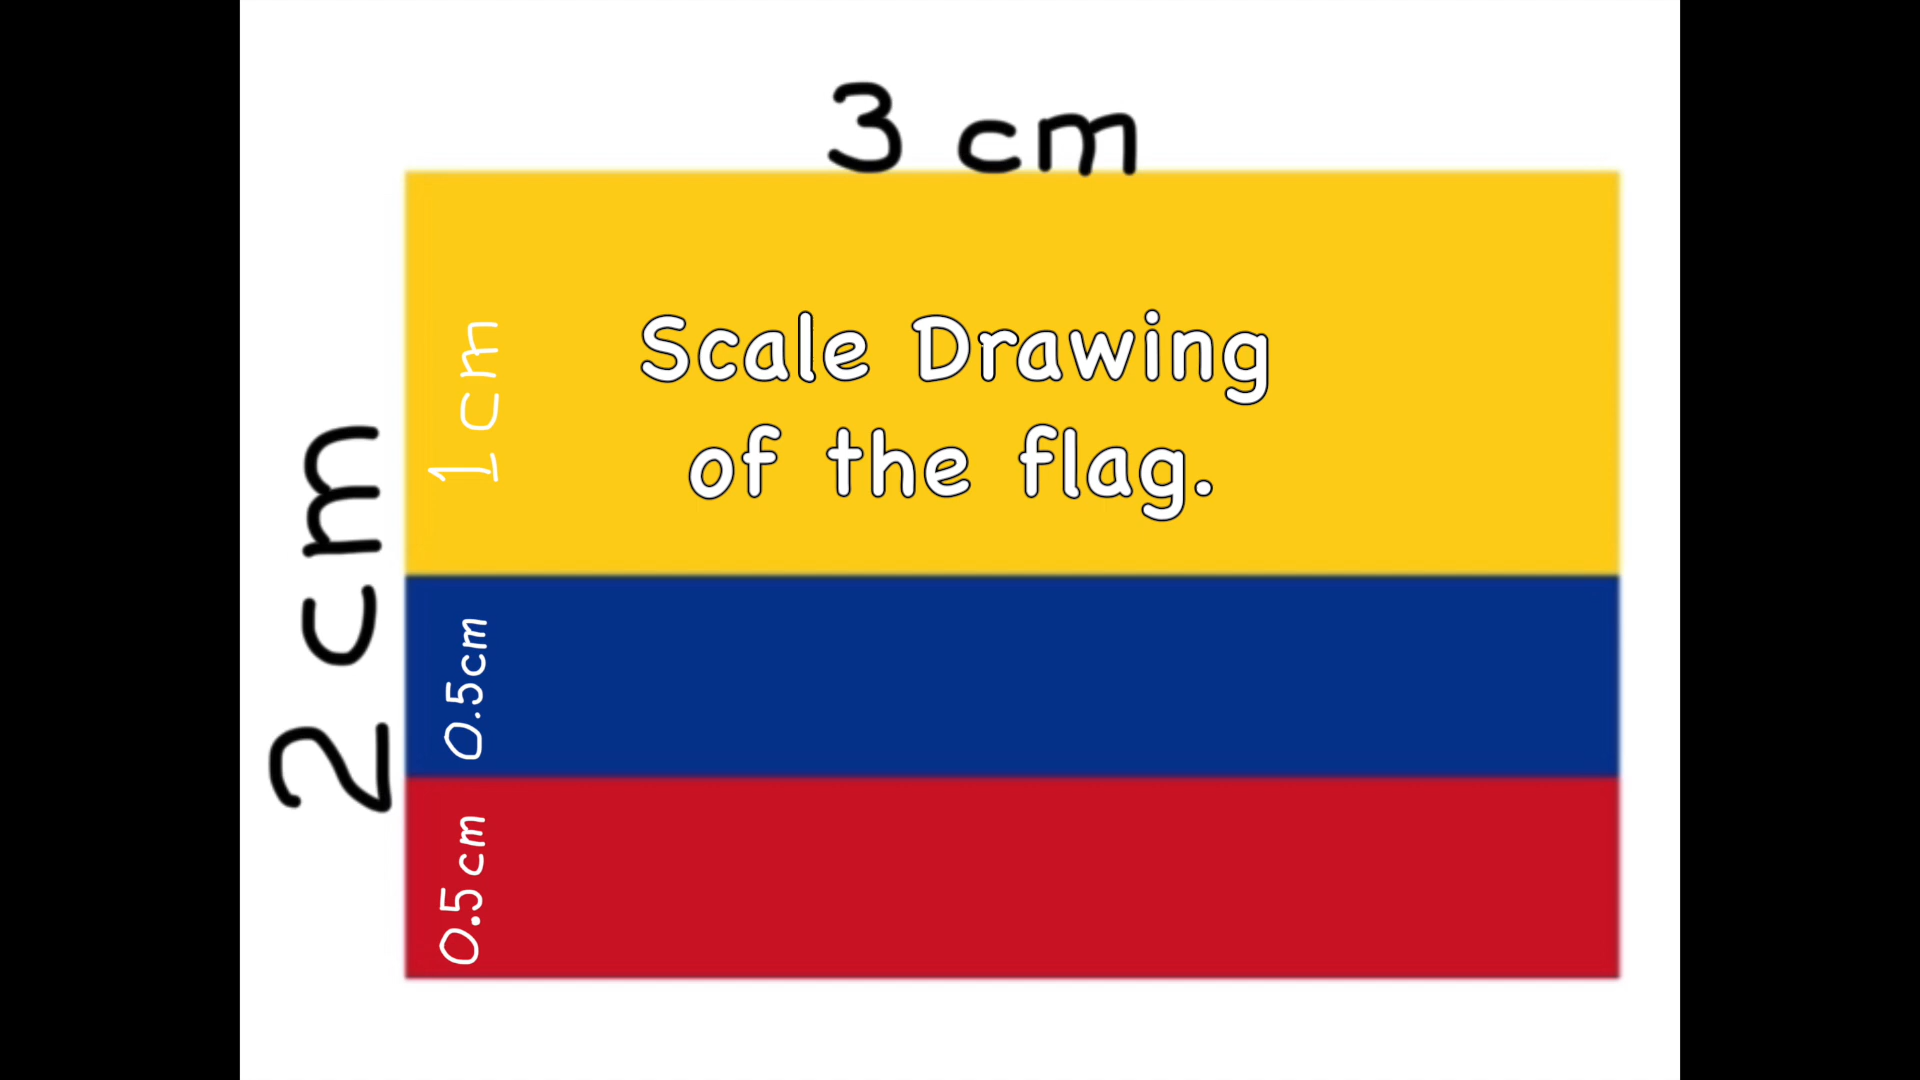 3 cm
Scale Drawing
of the flag.
1cm
2 cm
0.5cm
0.5cm